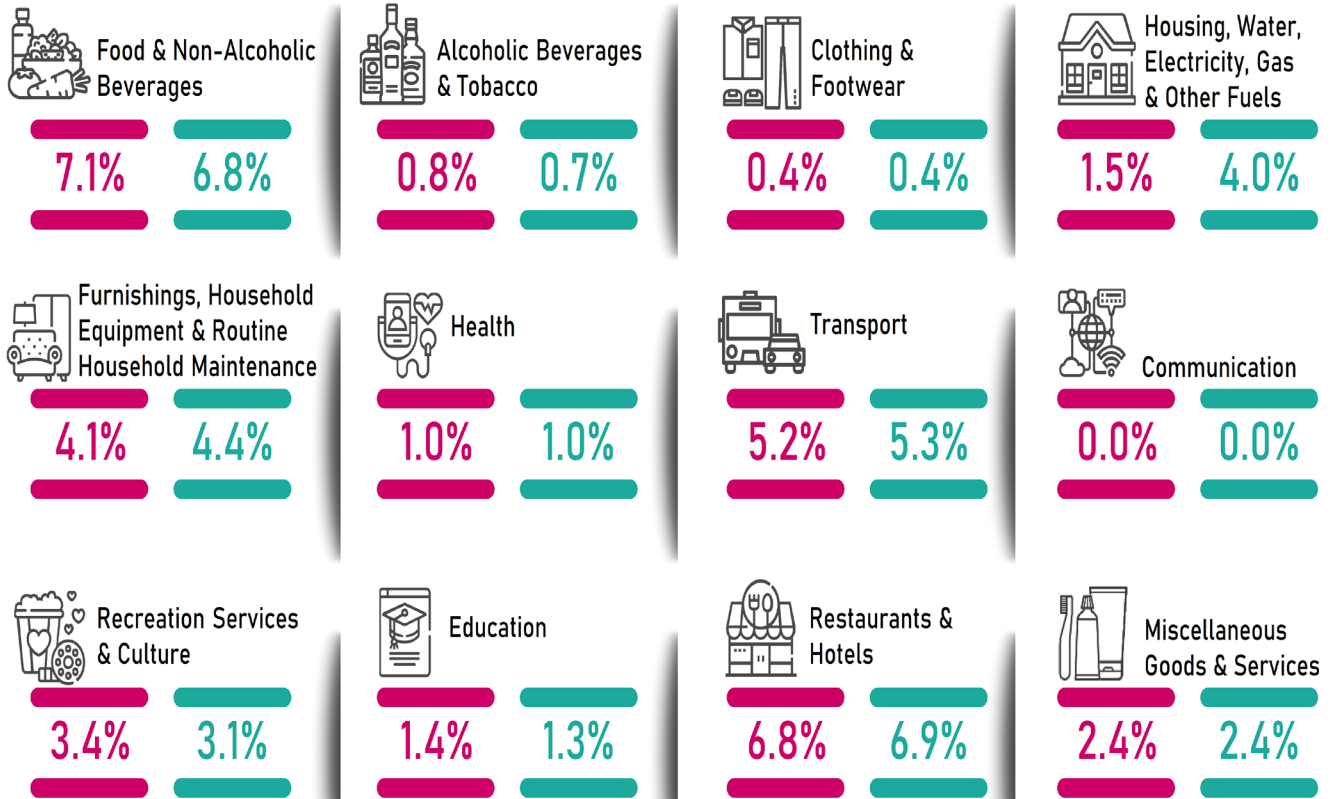 Food & Non-Alcoholic
Beverages
7.1% 6.8%
Alcoholic Beverages
& Tobacco
0.8% 0.7%
Clothing &
Footwear
0.4% 0.4%
Housing, Water,
Electricity, Gas
& Other Fuels
1.5% 4.0%
Furnishings, Household
Equipment & Routine
Household Maintenance
4.1% 4.4%
Health
1.0% 1.0%
Transport
5.2% 5.3%
Communication
0.0% 0.0%
Recreation Services
& Culture
3.4% 3.1%
Education
1.4% 1.3%
Restaurants &
Hotels
6.8% 6.9%
Miscellaneous
Goods & Services
2.4% 2.4%